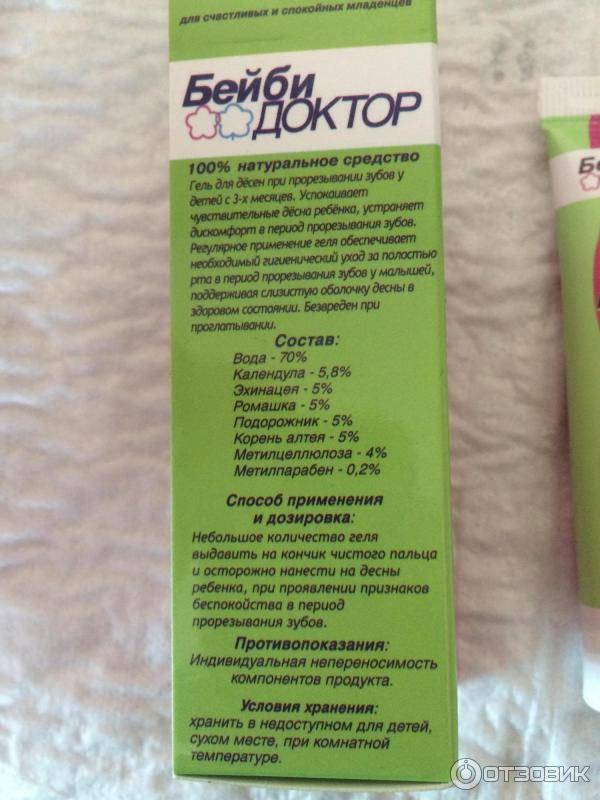 для счастливых и спокойных младенцев
Бейби
ДОКТОР
100% натуральное средство
Гель для дёсен при прорезывании зубов у
детей с 3-х месяцев. Успокаивает
чувствительные дёсна ребёнка, устраняет
дискомфорт в период прорезывания зубов.
Регулярное применение геля обеспечивает
необходимый гигиенический уход за полостью
рта в период прорезывания зубов у малышей,
поддерживая слизистую оболочку десны в
здоровом состоянии. Безвреден при
проглатывании.
Состав:
Вода - 70%
Календула - 5,8%
Эхинацея - 5%
Ромашка - 5%
Подорожник - 5%
Корень алтея - 5%
Метилцеллюлоза - 4%
Метилпарабен - 0,2%
Способ применения
и дозировка:
Небольшое количество геля
выдавить на кончик чистого пальца
и осторожно нанести на десны
ребенка, при проявлении признаков
беспокойства в период
прорезывания зубов.
Противопоказания:
Индивидуальная непереносимость
компонентов продукта.
Условия хранения:
хранить в недоступном для детей,
сухом месте, при комнатной
температуре.
Бе
ОТЗОВИК